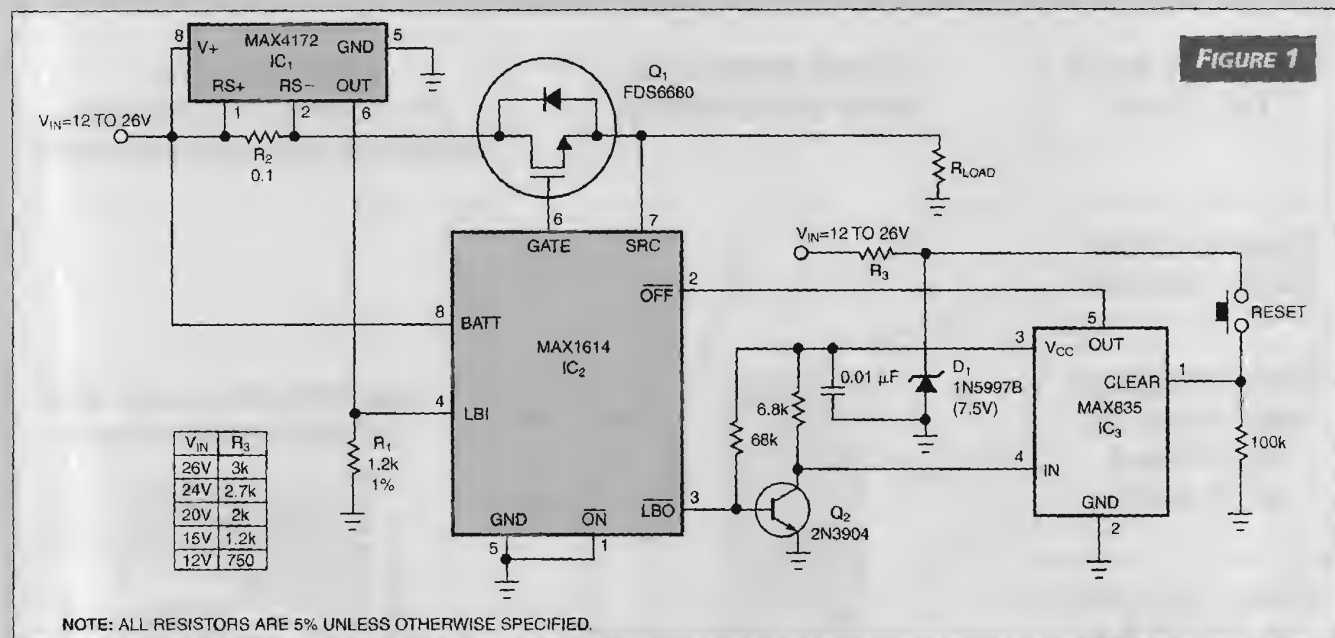 FIGURE 1
MAX4172
IC1
8
V+
GND
5
RS+
RS−
OUT
1
2
6
VIN=12 TO 26V
R2
0.1
Q1
FDS6680
RLOAD
6
7
GATE
SRC
OFF
2
8
BATT
MAX1614
IC2
4
LBI
R1
1.2k
1%
GND
ON
5
1
LBO
3
VIN=12 TO 26V
R3
RESET
5
3
VCC
OUT
D1
1N5997B
(7.5V)
0.01 µF
6.8k
68k
CLEAR
1
MAX835
IC3
100k
4
IN
GND
2
Q2
2N3904
VIN R3
26V 3k
24V 2.7k
20V 2k
15V 1.2k
12V 750
NOTE: ALL RESISTORS ARE 5% UNLESS OTHERWISE SPECIFIED.